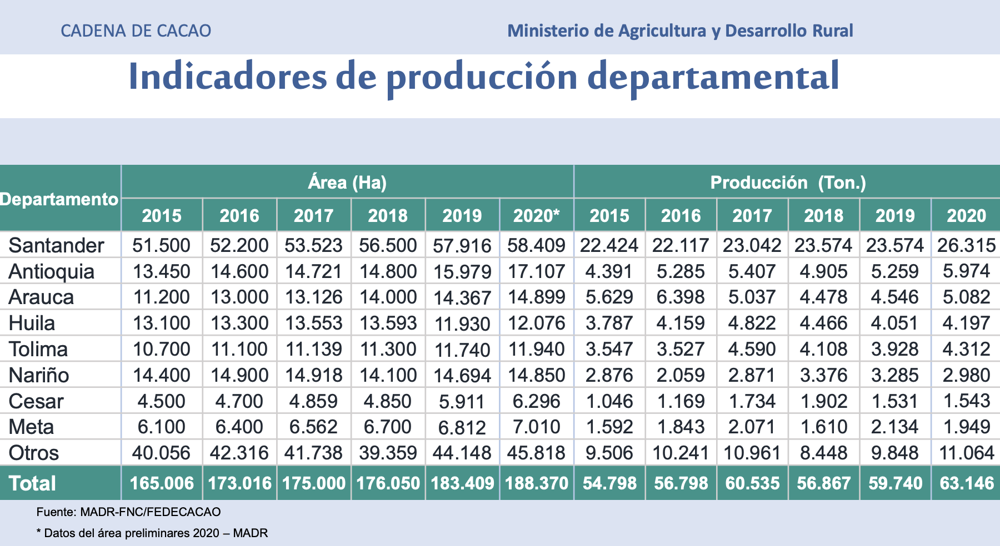 CADENA DE CACAO Ministerio de Agricultura y Desarrollo Rural
Indicadores de producción departamental
Departamento Área (Ha) Producción (Ton.)
2015 2016 2017 2018 2019 2020* 2015 2016 2017 2018 2019 2020
Santander 51.500 52.200 53.523 56.500 57.916 58.409 22.424 22.117 23.042 23.574 23.574 26.315
Antioquia 13.450 14.600 14.721 14.800 15.979 17.107 4.391 5.285 5.407 4.905 5.259 5.974
Arauca 11.200 13.000 13.126 14.000 14.367 14.899 5.629 6.398 5.037 4.478 4.546 5.082
Huila 13.100 13.300 13.553 13.593 11.930 12.076 3.787 4.159 4.822 4.466 4.051 4.197
Tolima 10.700 11.100 11.139 11.300 11.740 11.940 3.547 3.527 4.590 4.108 3.928 4.312
Nariño 14.400 14.900 14.918 14.100 14.694 14.850 2.876 2.059 2.871 3.376 3.285 2.980
Cesar 4.500 4.700 4.859 4.850 5.911 6.296 1.046 1.169 1.734 1.902 1.531 1.543
Meta 6.100 6.400 6.562 6.700 6.812 7.010 1.592 1.843 2.071 1.610 2.134 1.949
Otros 40.056 42.316 41.738 39.359 44.148 45.818 9.506 10.241 10.961 8.448 9.848 11.064
Total 165.006 173.016 175.000 176.050 183.409 188.370 54.798 56.798 60.535 56.867 59.740 63.146
Fuente: MADR-FNC/FEDECACAO
* Datos del área preliminares 2020 – MADR